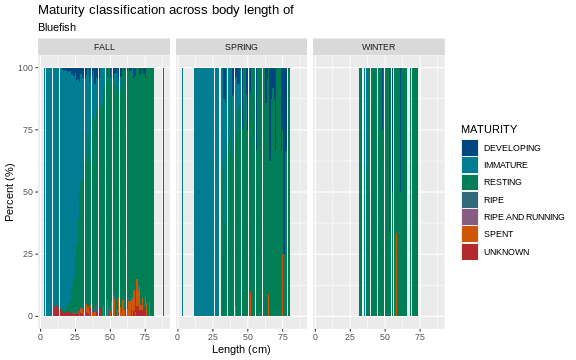 Maturity classification across body length of
Bluefish
FALL
SPRING
WINTER
100
75
50
25
0
Percent (%)
0 25 50 75
0 25 50 75
0 25 50 75
Length (cm)
MATURITY
DEVELOPING
IMMATURE
RESTING
RIPE
RIPE AND RUNNING
SPENT
UNKNOWN